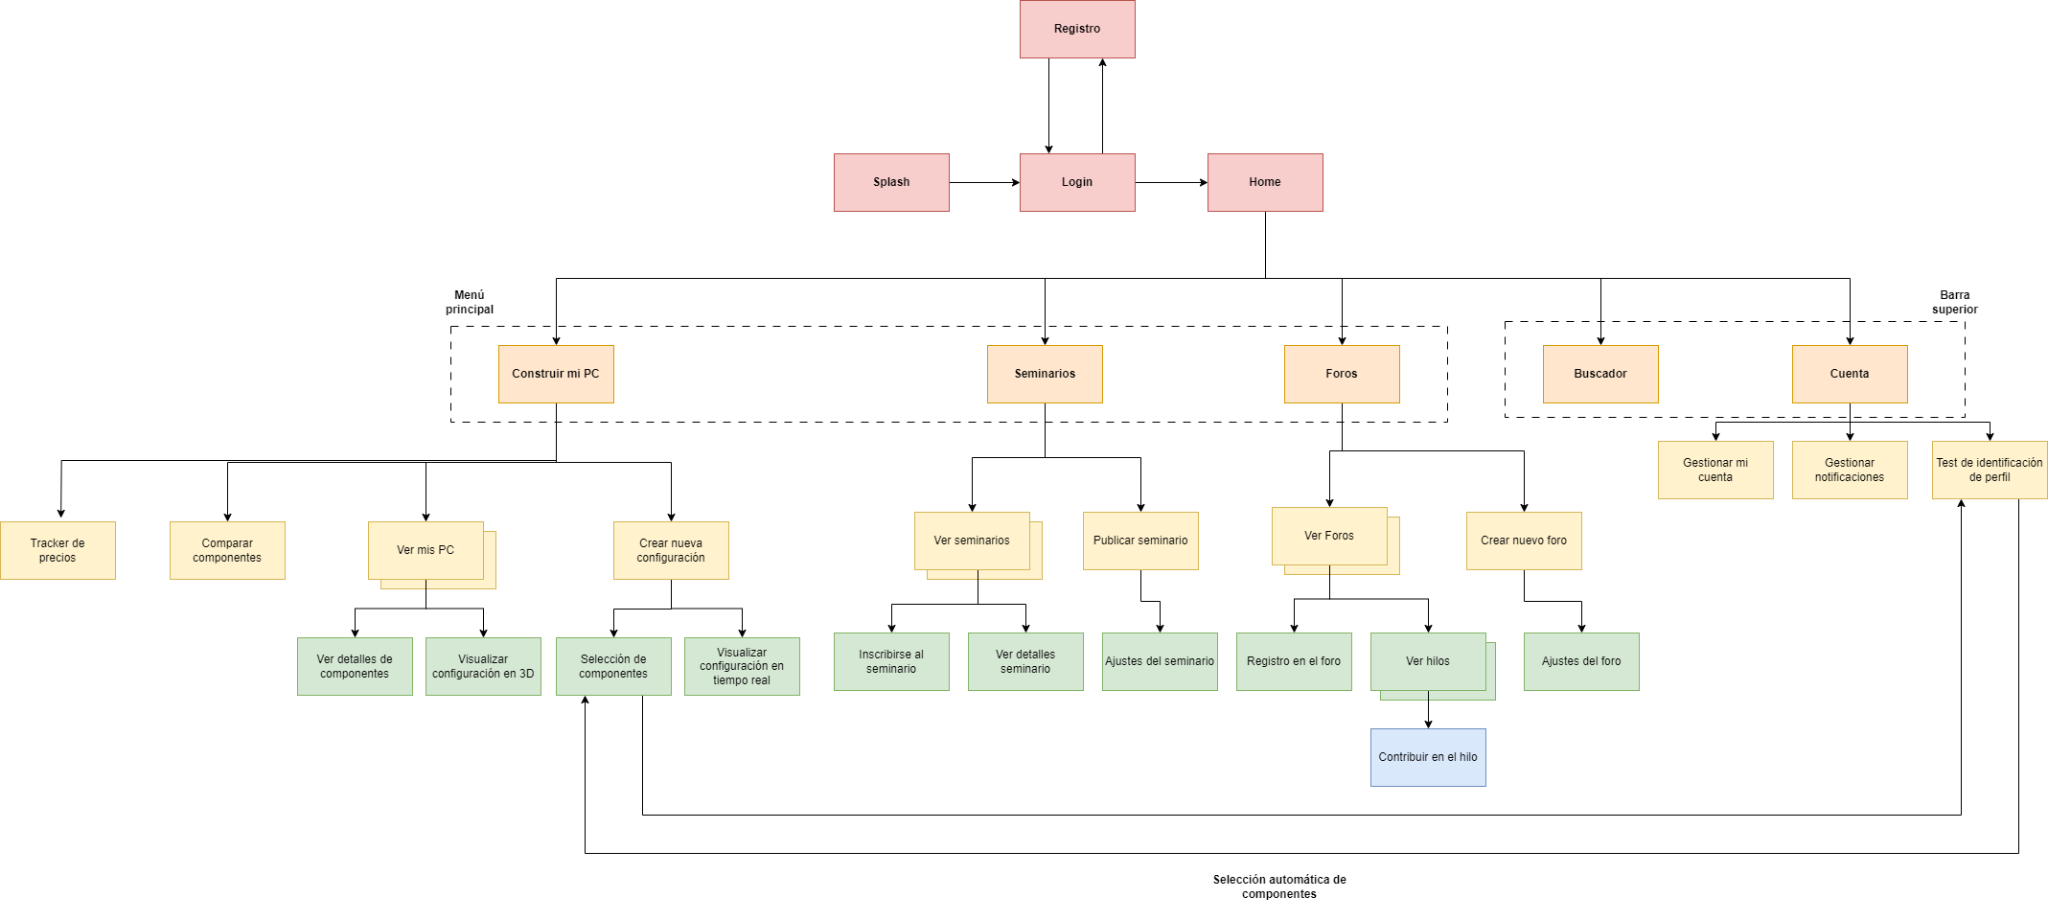 Registro
Splash
Login
Home
Menú
principal
Barra
superior
Construir mi PC
Seminarios
Foros
Buscador
Cuenta
Gestionar mi
cuenta
Gestionar
notificaciones
Test de identificación
de perfil
Tracker de
precios
Comparar
componentes
Ver mis PC
Crear nueva
configuración
Ver seminarios
Publicar seminario
Ver Foros
Crear nuevo foro
Ver detalles de
componentes
Visualizar
configuración en 3D
Selección de
componentes
Visualizar
configuración en
tiempo real
Inscribirse al
seminario
Ver detalles
seminario
Ajustes del seminario
Registro en el foro
Ver hilos
Ajustes del foro
Contribuir en el hilo
Selección automática de
componentes